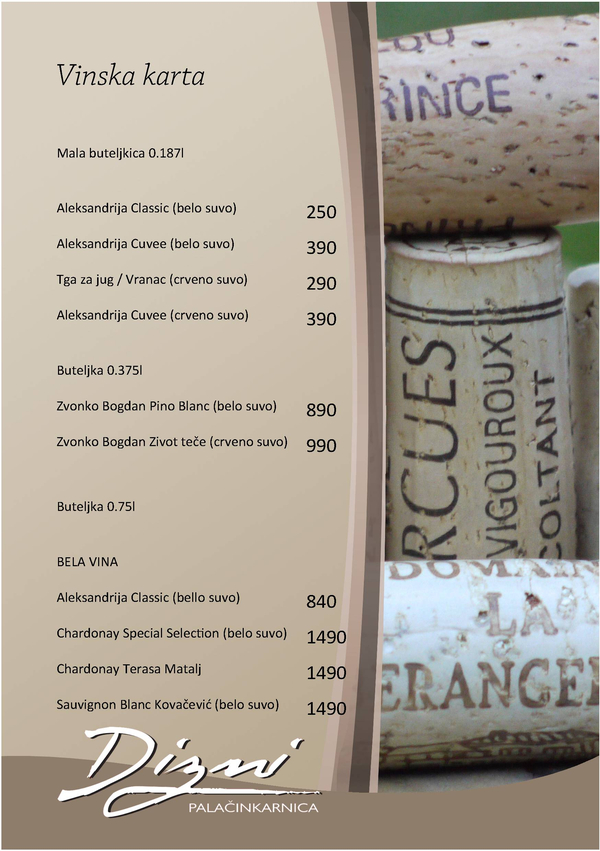 Vinska karta
Mala buteljkica 0.187l
Aleksandrija Classic (belo suvo) 250
Aleksandrija Cuvee (belo suvo) 390
Tga za jug / Vranac (crveno suvo) 290
Aleksandrija Cuvee (crveno suvo) 390
Buteljka 0.375l
Zvonko Bogdan Pino Blanc (belo suvo) 890
Zvonko Bogdan Zivot teče (crveno suvo) 990
Buteljka 0.75l
BELA VINA
Aleksandrija Classic (bello suvo) 840
Chardonay Special Selection (belo suvo) 1490
Chardonay Terasa Matalj 1490
Sauvignon Blanc Kovačević (belo suvo) 1490
Dizni
PALAČINKARNICA
RINCE
RCUES
VIGOUROUX
COLTANT
DOMAIN
LA
ERANGE